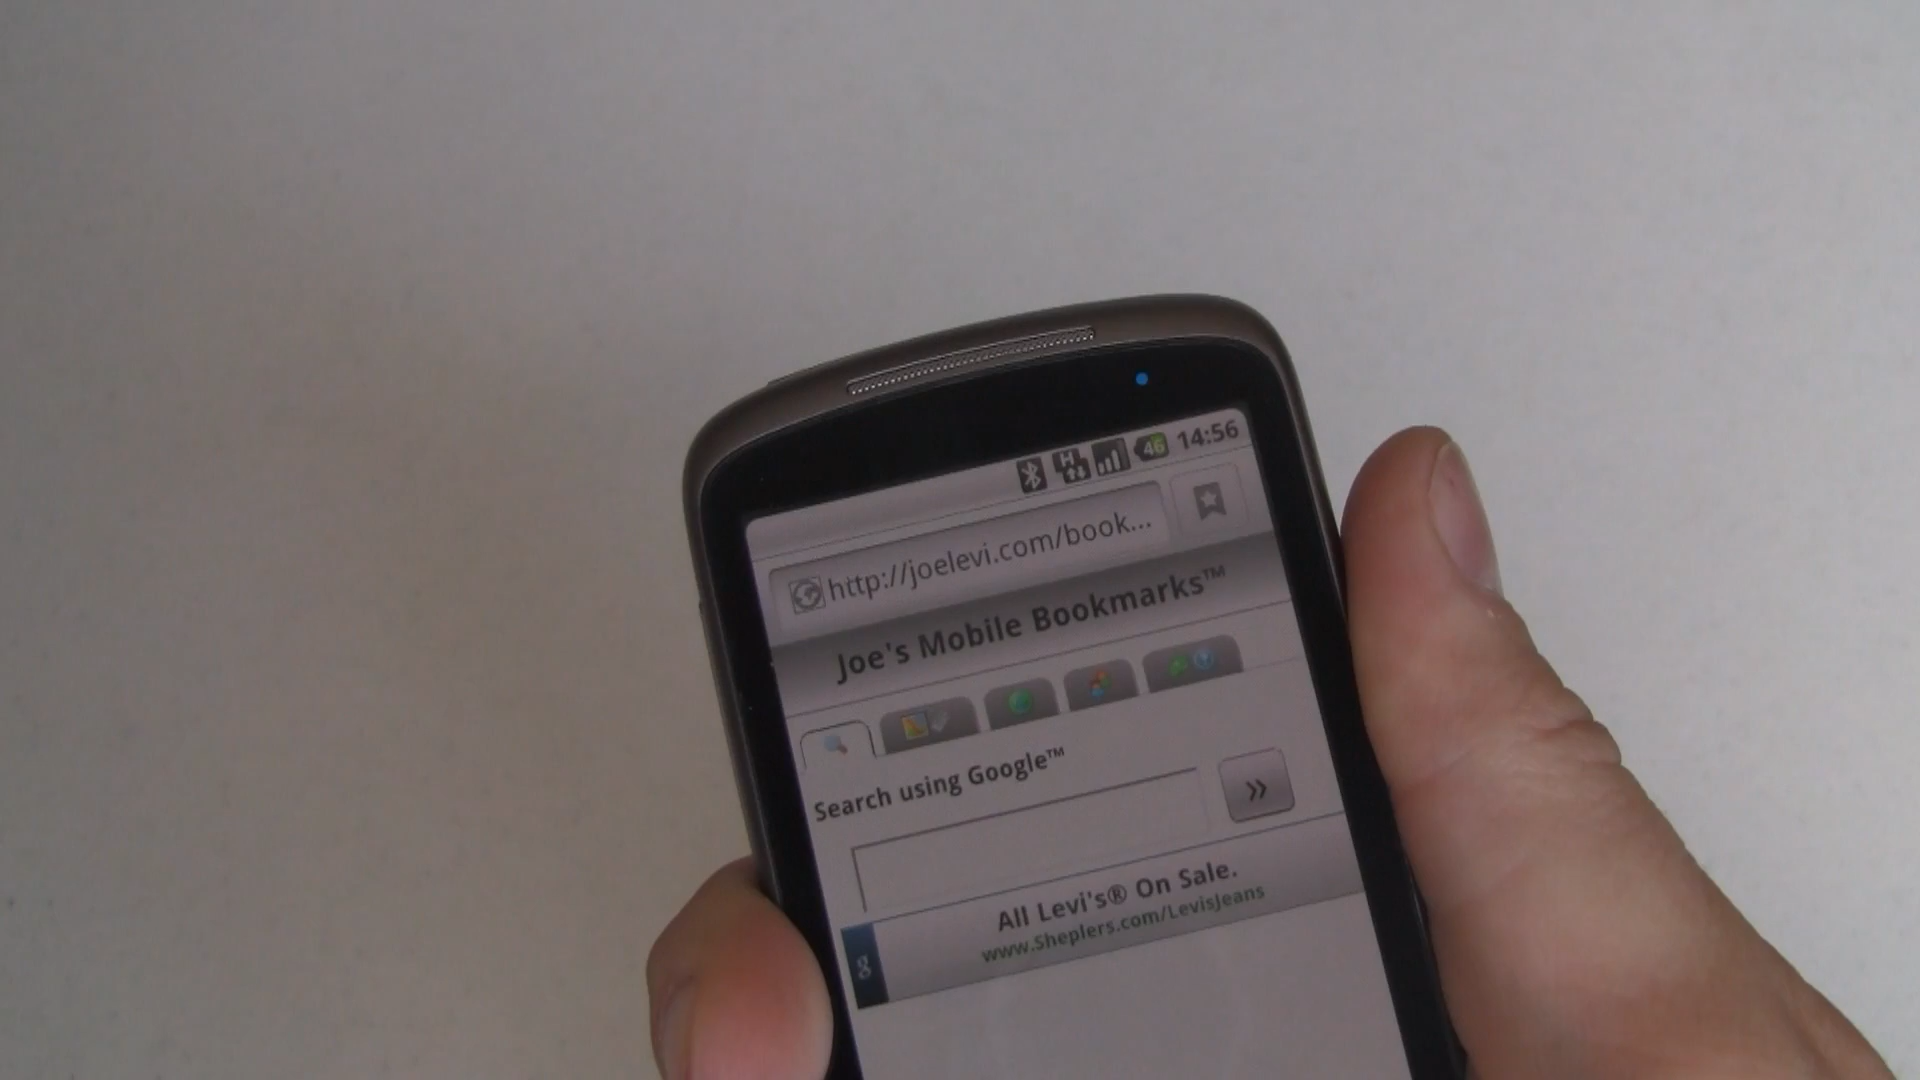 H 46 14:56
http://joelevi.com/book...
Joe's Mobile Bookmarks™
Search using Google™
»
All Levi's® On Sale.
www.Sheplers.com/LevisJeans
g